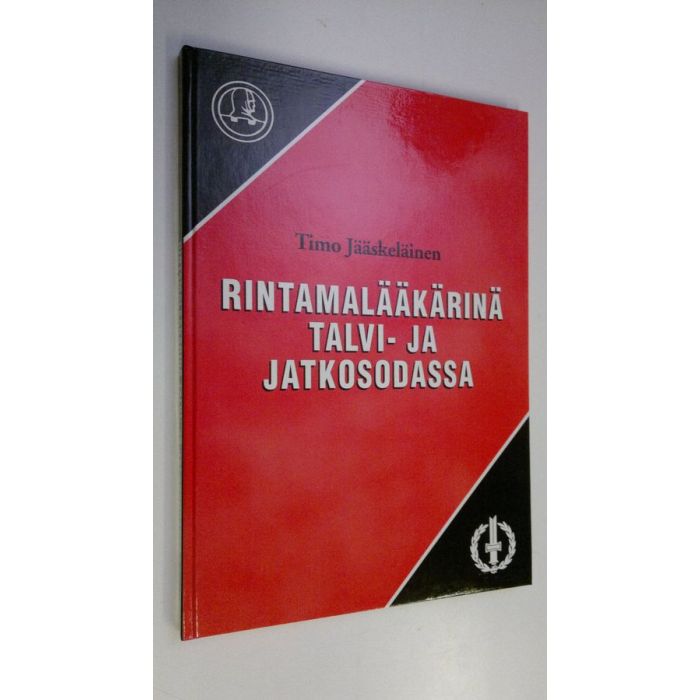 Timo Jääskeläinen
RINTAMALÄÄKÄRINÄ
TALVI- JA
JATKOSODASSA